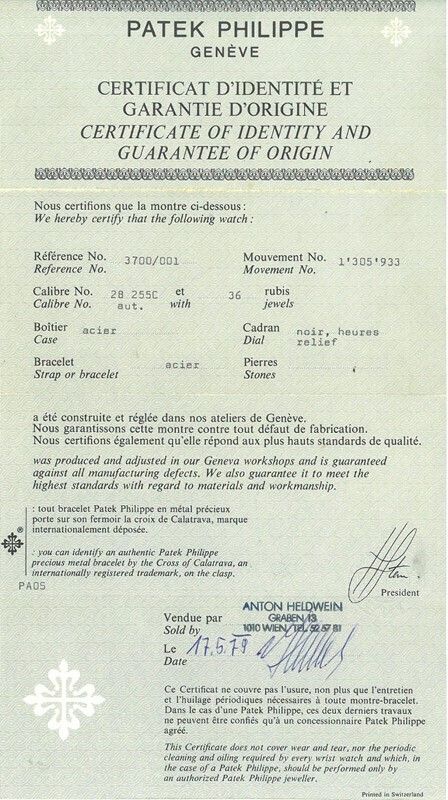 PATEK PHILIPPE
GENÈVE
CERTIFICAT D'IDENTITÉ ET
GARANTIE D'ORIGINE
CERTIFICATE OF IDENTITY AND
GUARANTEE OF ORIGIN
Nous certifions que la montre ci-dessous :
We hereby certify that the following watch :
Référence No. 3700/001 Mouvement No. 1'305'933
Reference No. Movement No.
Calibre No. 28 255C et 36 rubis
Calibre No. aut. with jewels
Boîtier acier Cadran noir, heures
Case Dial relief
Bracelet acier Pierres
Strap or bracelet Stones
a été construite et réglée dans nos ateliers de Genève.
Nous garantissons cette montre contre tout défaut de fabrication.
Nous certifions également qu'elle répond aux plus hauts standards de qualité.
was produced and adjusted in our Geneva workshops and is guaranteed
against all manufacturing defects. We also guarantee it to meet the
highest standards with regard to materials and workmanship.
: tout bracelet Patek Philippe en métal précieux
porte sur son fermoir la croix de Calatrava, marque
internationalement déposée.
: you can identify an authentic Patek Philippe
precious metal bracelet by the Cross of Calatrava, an
internationally registered trademark, on the clasp.
PAOS
President
Vendue par ANTON HELDWEIN
Sold by GRABEN 13
1010 WIEN, TEL. 52 57 81
Le 17.5.79
Date
Ce Certificat ne couvre pas l'usure, non plus que l'entretien
et l'huilage périodiques nécessaires à toute montre-bracelet.
Dans le cas d'une Patek Philippe, ces deux derniers travaux
ne peuvent être confiés qu'à un concessionnaire Patek Philippe
agréé.
This Certificate does not cover wear and tear, nor the periodic
cleaning and oiling required by every wrist watch and which, in
the case of a Patek Philippe, should be performed only by
an authorized Patek Philippe jeweller.
Printed in Switzerland